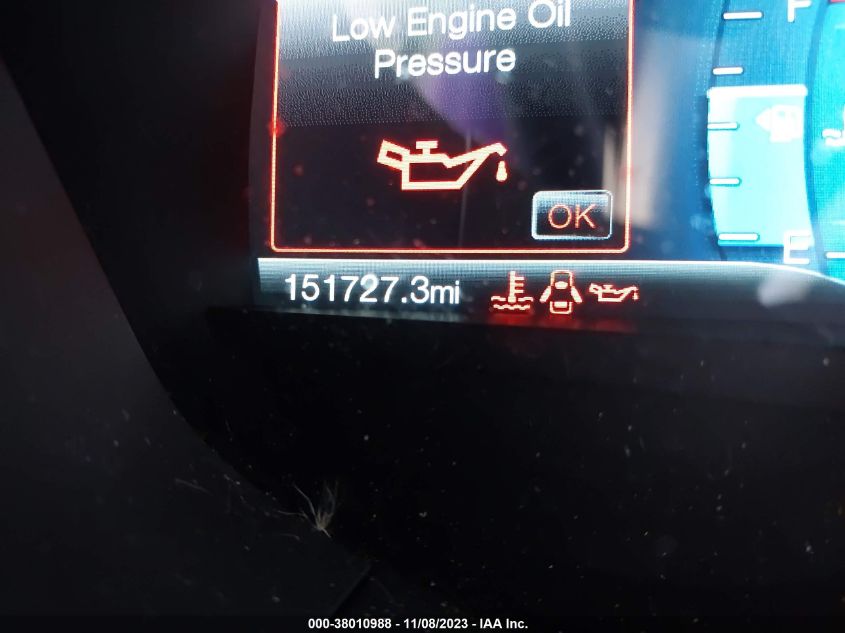 Low Engine Oil
Pressure
OK
F
E
151727.3mi
000-38010988 - 11/08/2023 - IAA Inc.